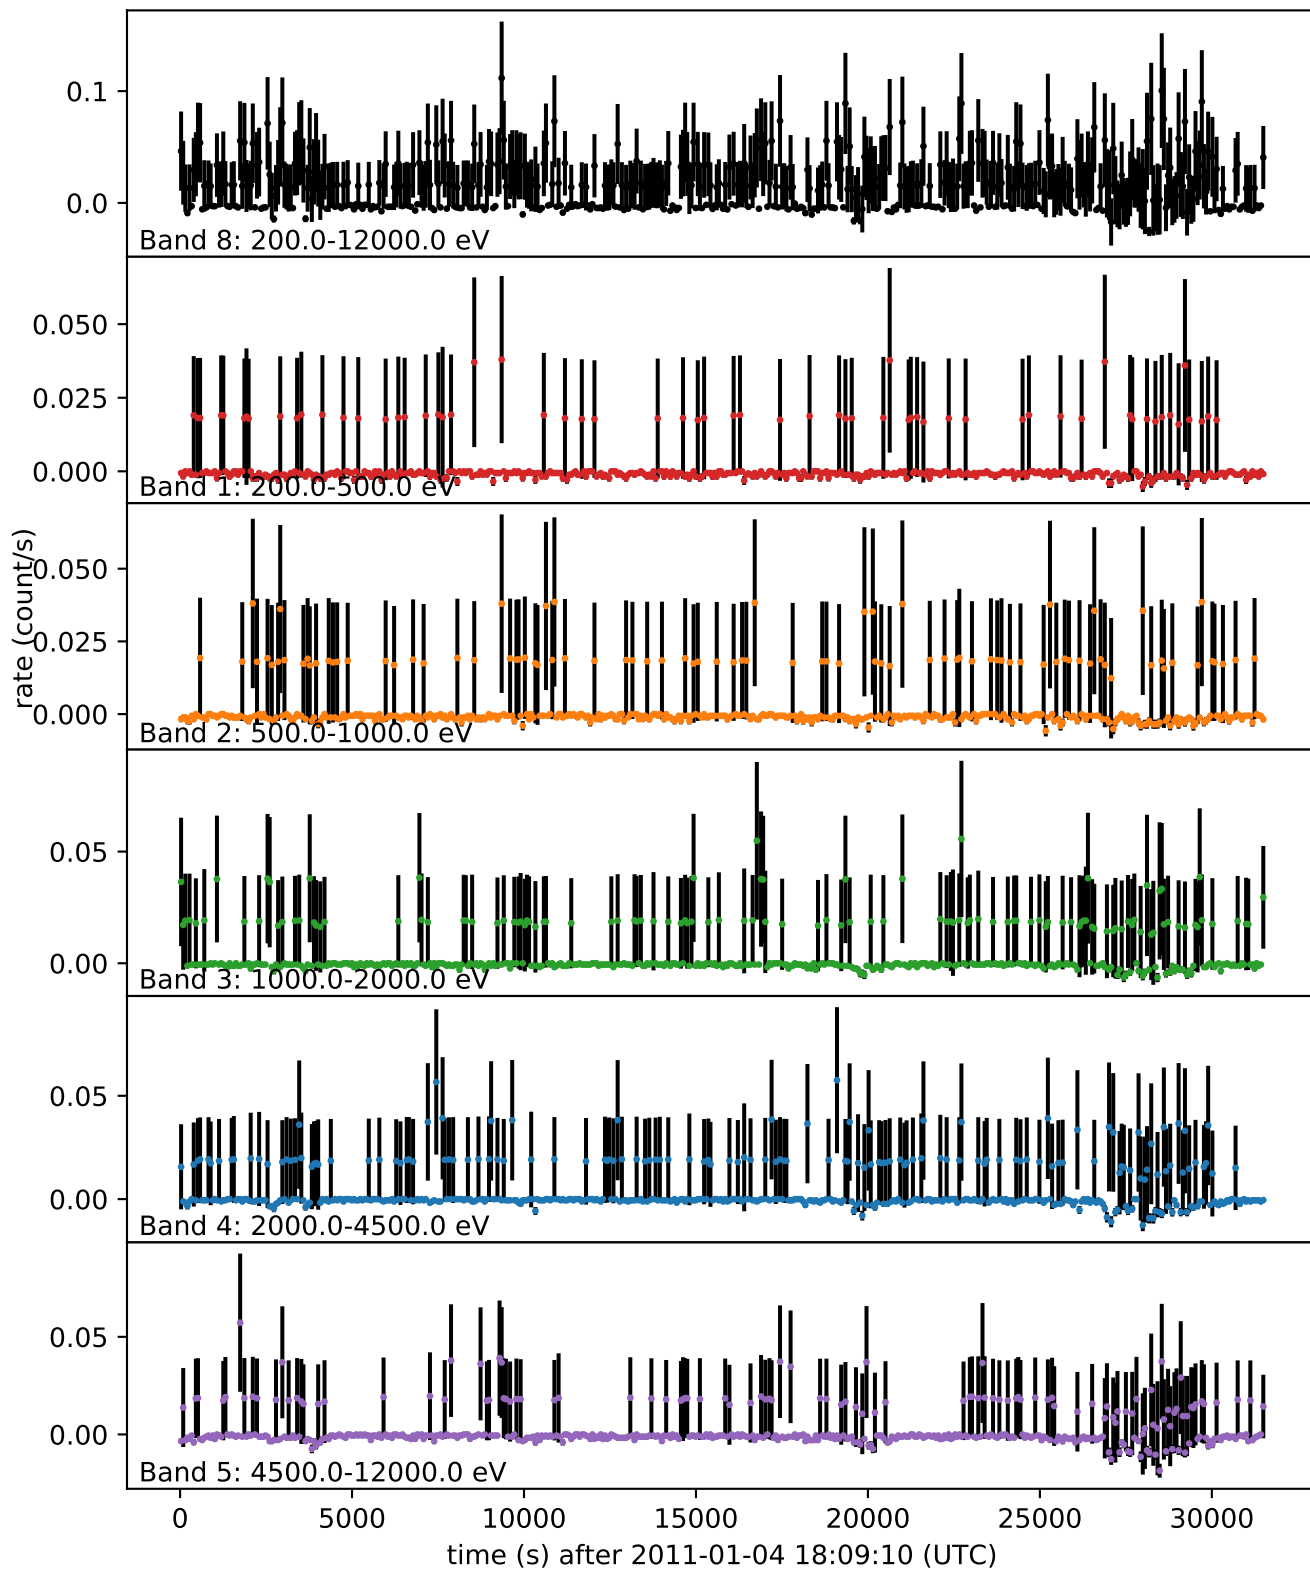 0.1
0.0
Band 8: 200.0-12000.0 eV
0.050
0.025
0.000
Band 1: 200.0-500.0 eV
rate (count/s)
0.050
0.025
0.000
Band 2: 500.0-1000.0 eV
0.05
0.00
Band 3: 1000.0-2000.0 eV
0.05
0.00
Band 4: 2000.0-4500.0 eV
0.05
0.00
Band 5: 4500.0-12000.0 eV
0 5000 10000 15000 20000 25000 30000
time (s) after 2011-01-04 18:09:10 (UTC)